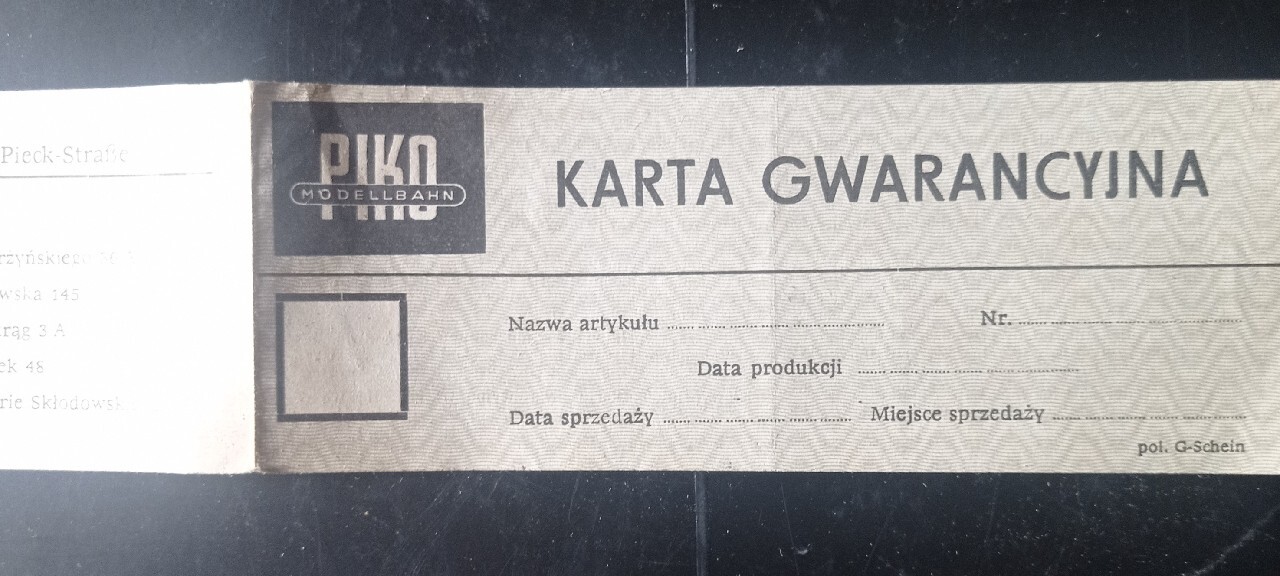 Pieck-Straße
wska 145
3 A
48
PIKO
MODELLBAHN
KARTA GWARANCYJNA
Nazwa artykułu ........................ Nr. ........................
Data produkcji ........................
Data sprzedaży ........................ Miejsce sprzedaży ........................
pol. G-Schein